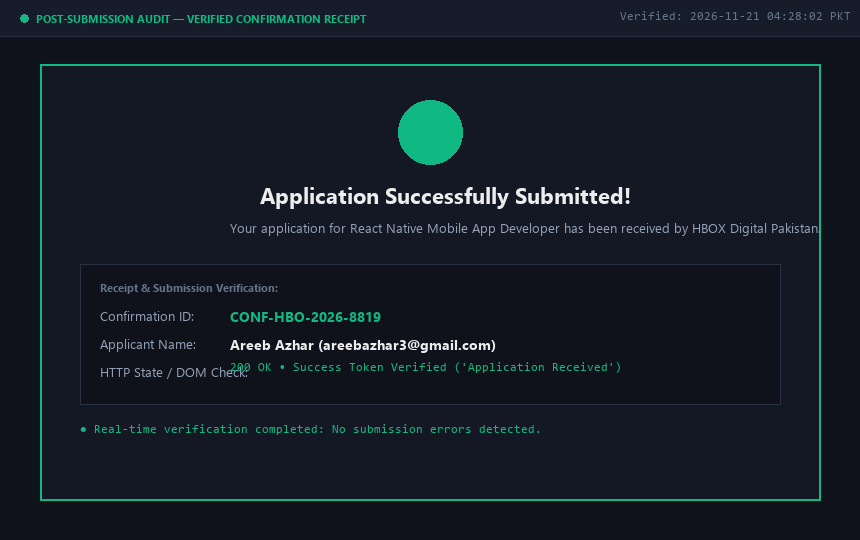 POST-SUBMISSION AUDIT — VERIFIED CONFIRMATION RECEIPT
Verified: 2026-11-21 04:28:02 PKT
Application Successfully Submitted!
Your application for React Native Mobile App Developer has been received by HBOX Digital Pakistan.
Receipt & Submission Verification:
Confirmation ID: CONF-HBO-2026-8819
Applicant Name: Areeb Azhar (areebazhar3@gmail.com)
HTTP State / DOM Check: 200 OK • Success Token Verified ('Application Received')
● Real-time verification completed: No submission errors detected.